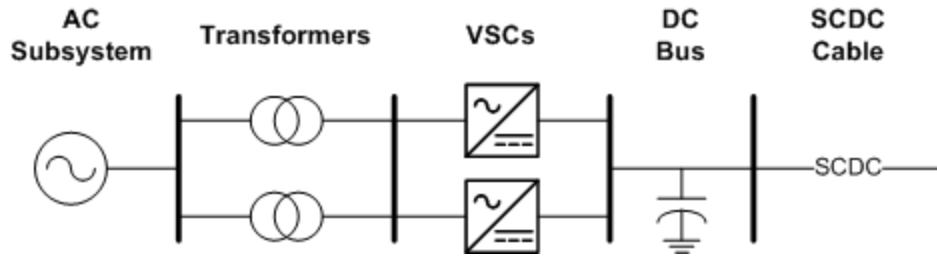 AC
Subsystem
Transformers
VSCs
DC
Bus
SCDC
Cable
SCDC